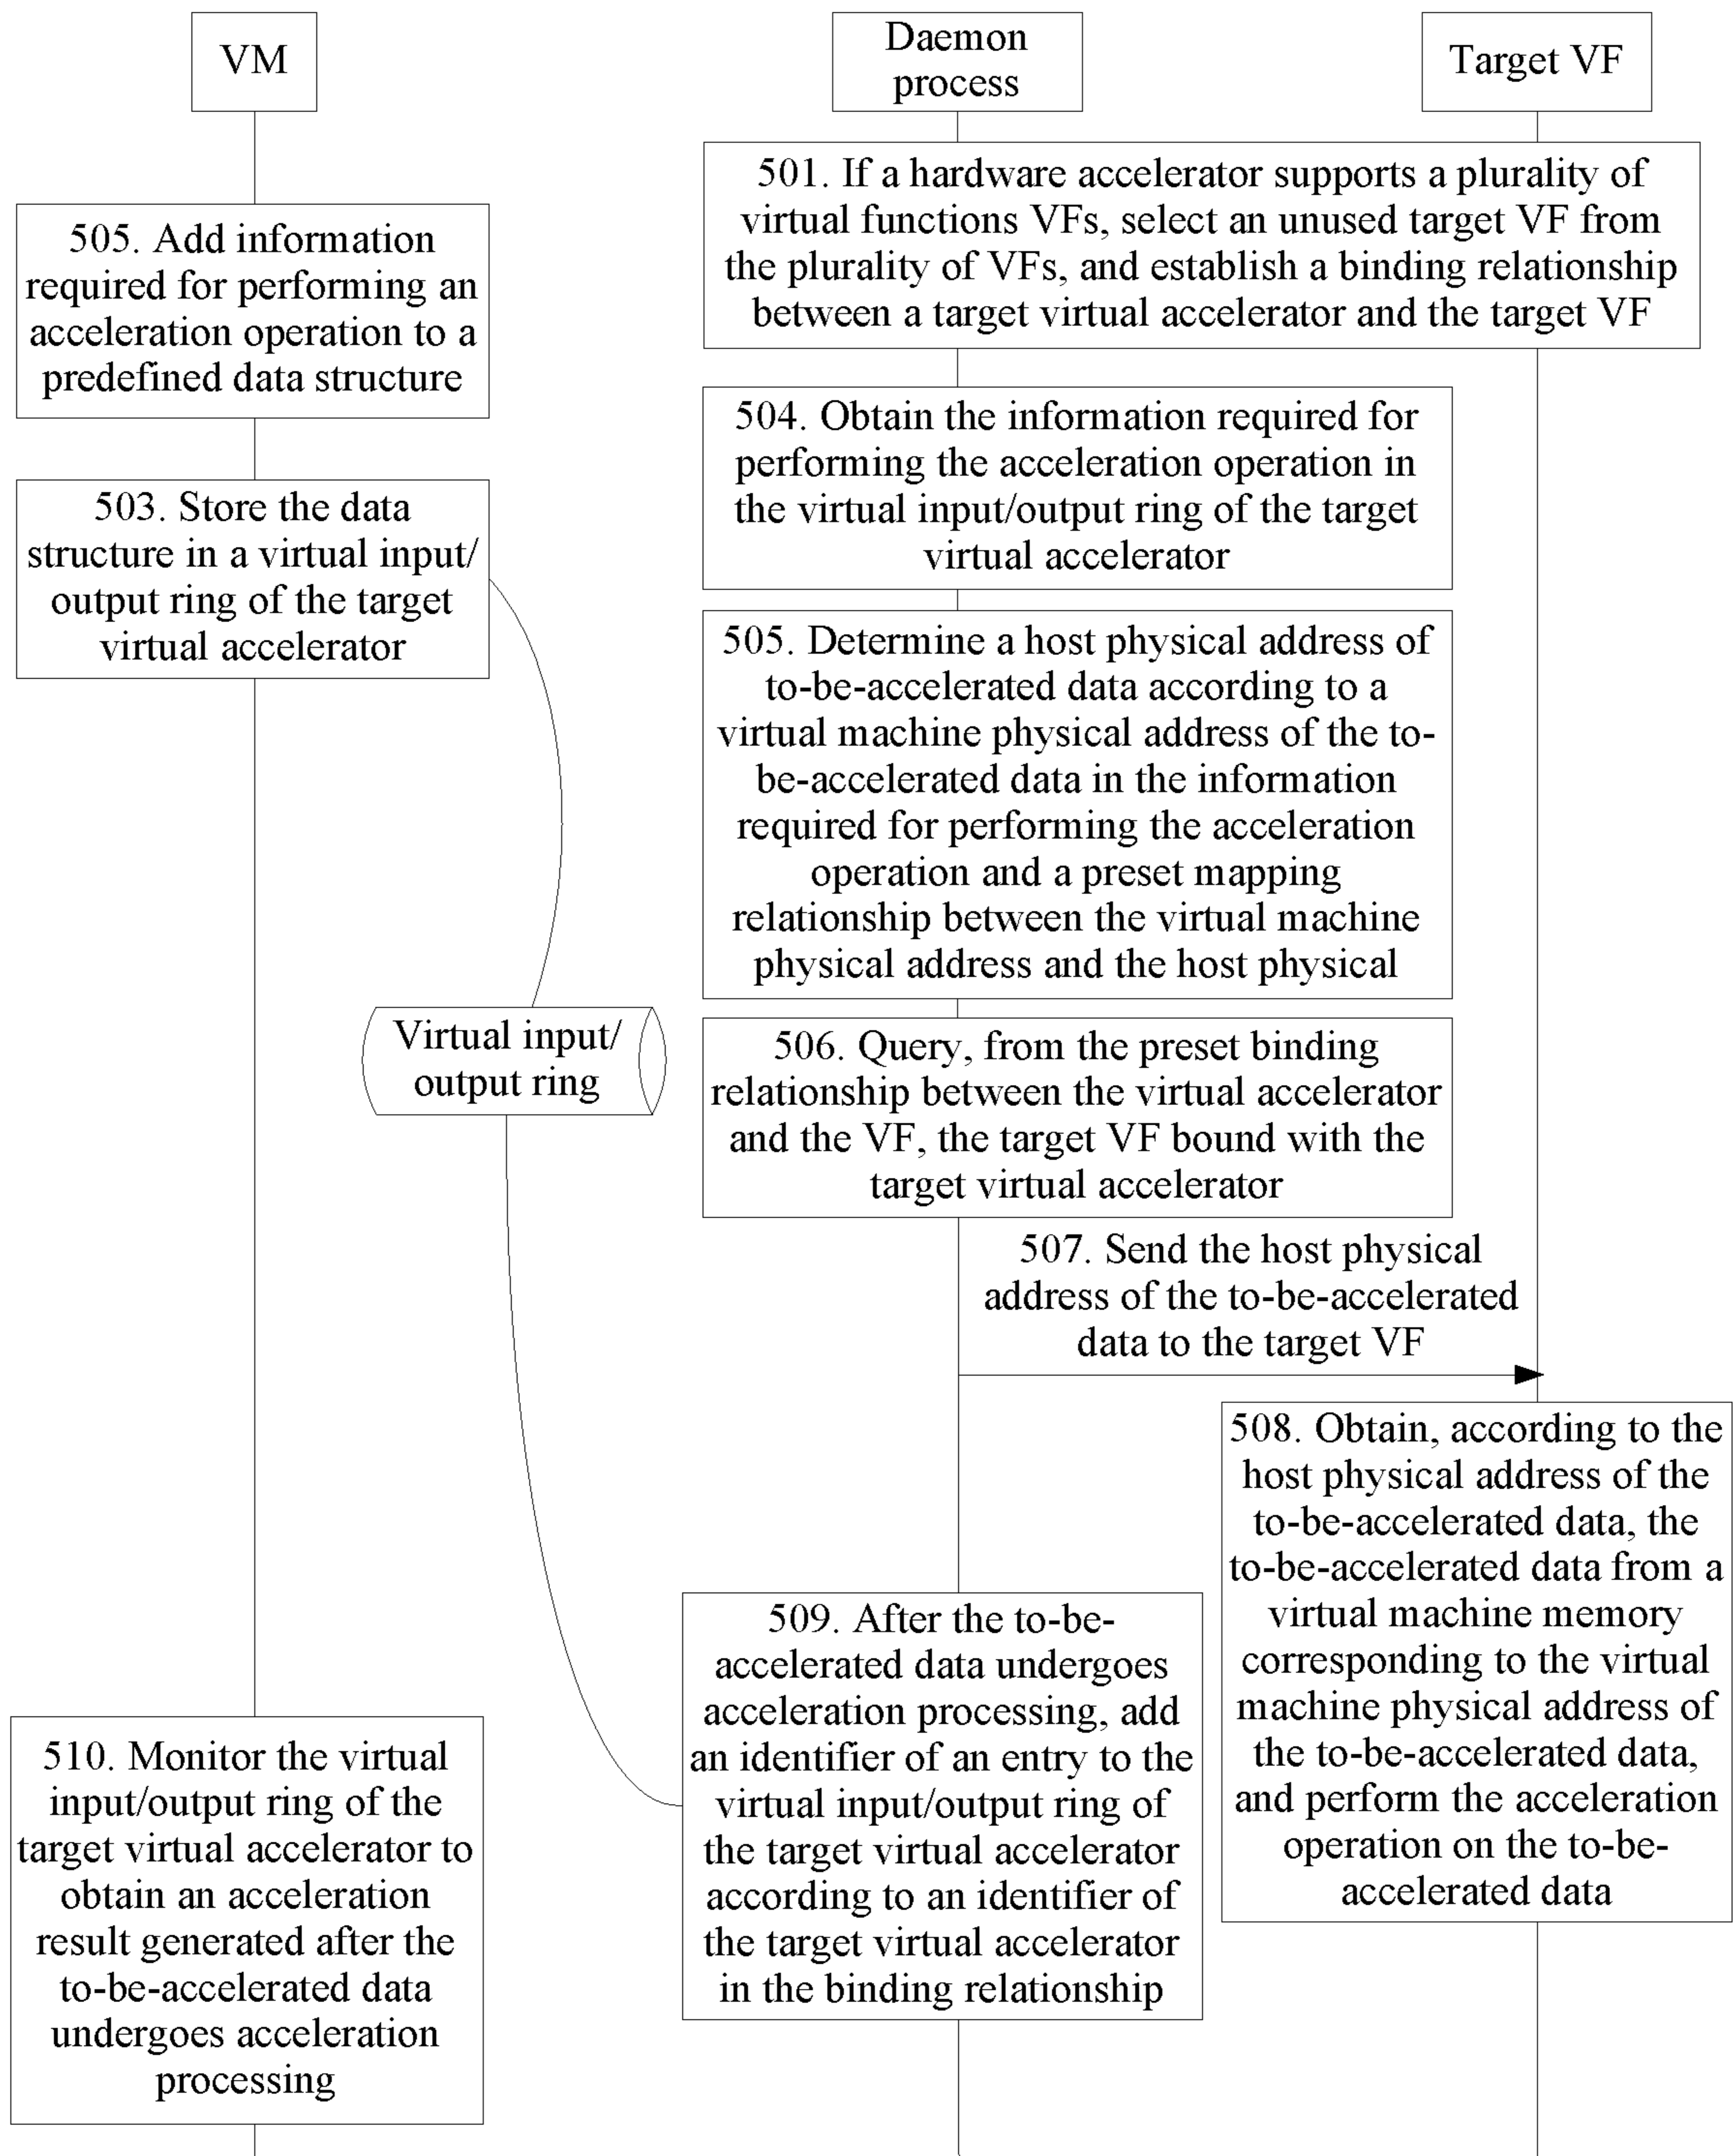 VM
Daemon
process
Target VF
501. If a hardware accelerator supports a plurality of
virtual functions VFs, select an unused target VF from
the plurality of VFs, and establish a binding relationship
between a target virtual accelerator and the target VF
505. Add information
required for performing an
acceleration operation to a
predefined data structure
504. Obtain the information required for
performing the acceleration operation in
the virtual input/output ring of the target
virtual accelerator
503. Store the data
structure in a virtual input/
output ring of the target
virtual accelerator
505. Determine a host physical address of
to-be-accelerated data according to a
virtual machine physical address of the to-
be-accelerated data in the information
required for performing the acceleration
operation and a preset mapping
relationship between the virtual machine
physical address and the host physical
Virtual input/
output ring
506. Query, from the preset binding
relationship between the virtual accelerator
and the VF, the target VF bound with the
target virtual accelerator
507. Send the host physical
address of the to-be-accelerated
data to the target VF
508. Obtain, according to the
host physical address of the
to-be-accelerated data, the
to-be-accelerated data from a
virtual machine memory
corresponding to the virtual
machine physical address of
the to-be-accelerated data,
and perform the acceleration
operation on the to-be-
accelerated data
509. After the to-be-
accelerated data undergoes
acceleration processing, add
an identifier of an entry to the
virtual input/output ring of
the target virtual accelerator
according to an identifier of
the target virtual accelerator
in the binding relationship
510. Monitor the virtual
input/output ring of the
target virtual accelerator to
obtain an acceleration
result generated after the
to-be-accelerated data
undergoes acceleration
processing